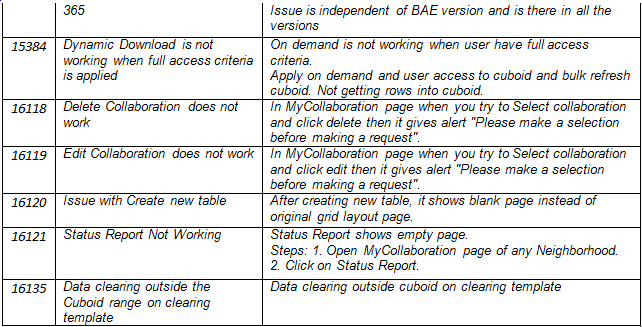 365 Issue is independent of BAE version and is there in all the
versions
15384 Dynamic Download is not On demand is not working when user have full access
working when full access criteria criteria.
is applied Apply on demand and user access to cuboid and bulk refresh
cuboid. Not getting rows into cuboid.
16118 Delete Collaboration does not In MyCollaboration page when you try to Select collaboration
work and click delete then it gives alert "Please make a selection
before making a request".
16119 Edit Collaboration does not work In MyCollaboration page when you try to Select collaboration
and click edit then it gives alert "Please make a selection
before making a request".
16120 Issue with Create new table After creating new table, it shows blank page instead of
original grid layout page.
16121 Status Report Not Working Status Report shows empty page.
Steps: 1. Open MyCollaboration page of any Neighborhood.
2. Click on Status Report.
16135 Data clearing outside the Data clearing outside cuboid on clearing template
Cuboid range on clearing
template